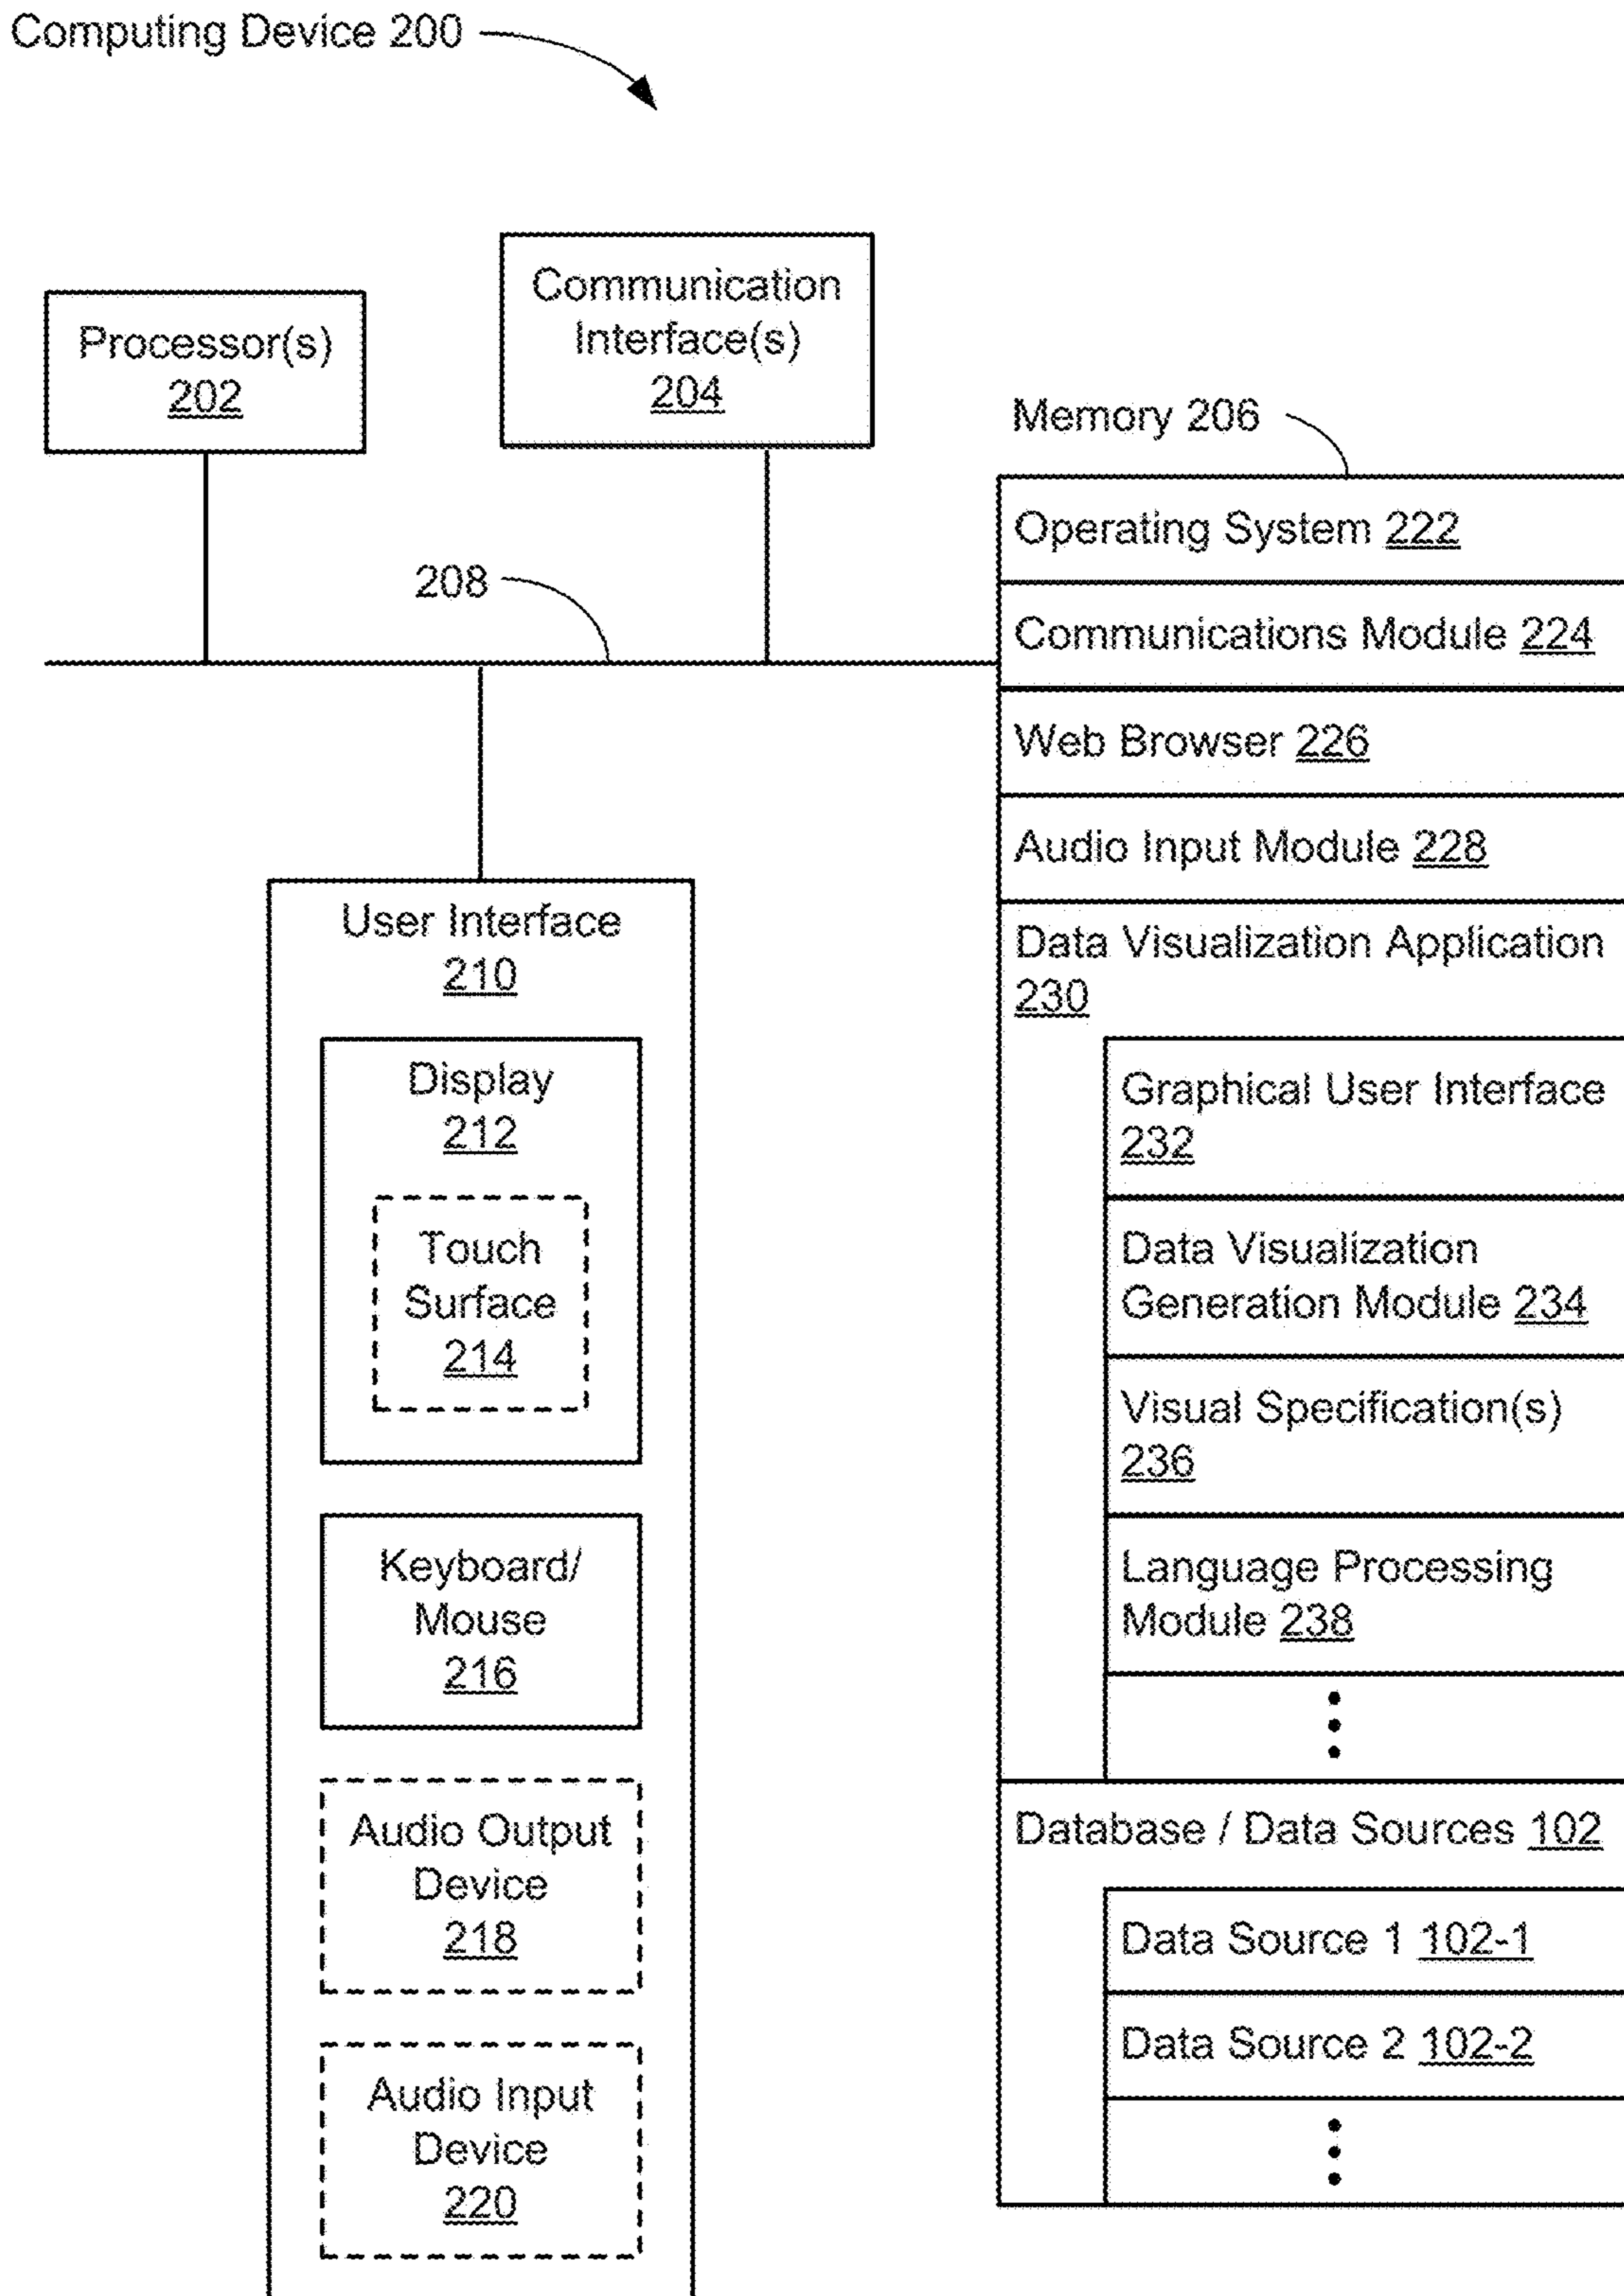 Computing Device 200
Processor(s)
202
Communication
Interface(s)
204
208
Memory 206
Operating System 222
Communications Module 224
Web Browser 226
Audio Input Module 228
Data Visualization Application
230
Graphical User Interface
232
Data Visualization
Generation Module 234
Visual Specification(s)
236
Language Processing
Module 238
Database / Data Sources 102
Data Source 1 102-1
Data Source 2 102-2
User Interface
210
Display
212
Touch
Surface
214
Keyboard/
Mouse
216
Audio Output
Device
218
Audio Input
Device
220